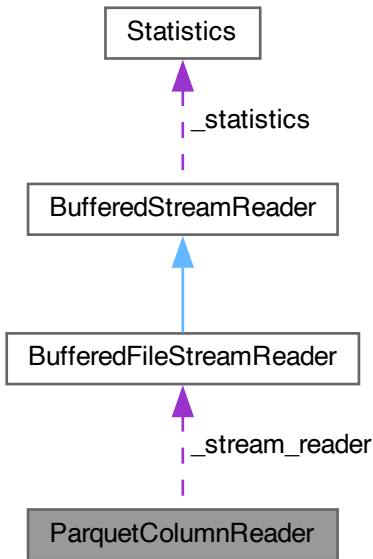 Statistics
_statistics
BufferedStreamReader
BufferedFileStreamReader
_stream_reader
ParquetColumnReader